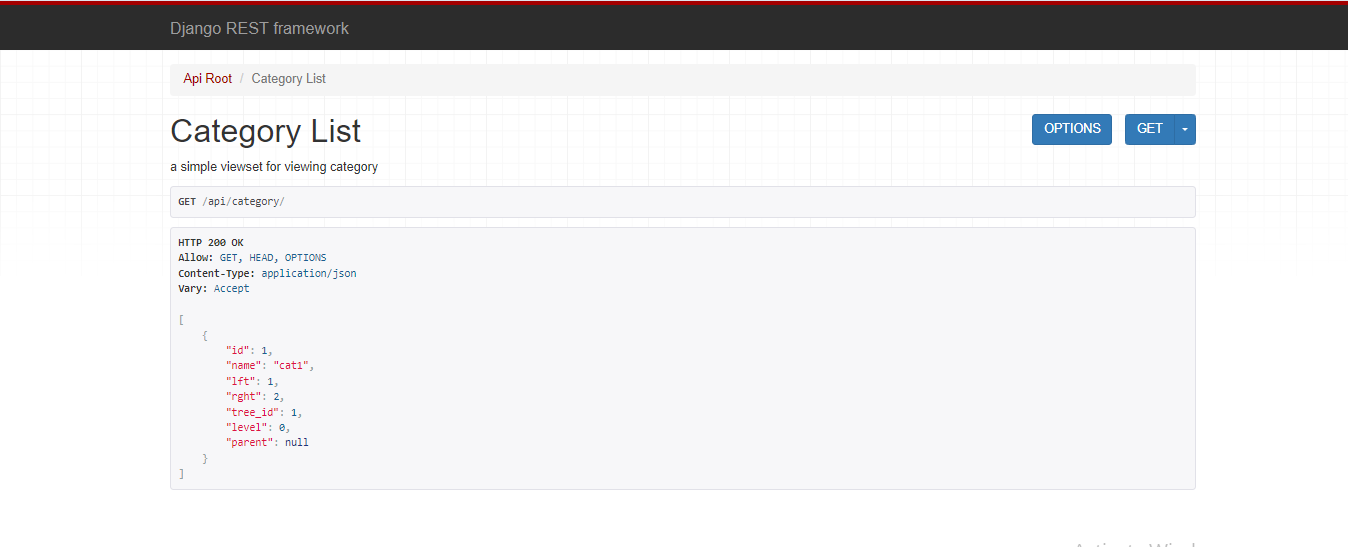 Django REST framework
Api Root / Category List
Category List
OPTIONS GET
a simple viewset for viewing category
GET /api/category/
HTTP 200 OK
Allow: GET, HEAD, OPTIONS
Content-Type: application/json
Vary: Accept
[
    {
        "id": 1,
        "name": "cat1",
        "lft": 1,
        "rght": 2,
        "tree_id": 1,
        "level": 0,
        "parent": null
    }
]